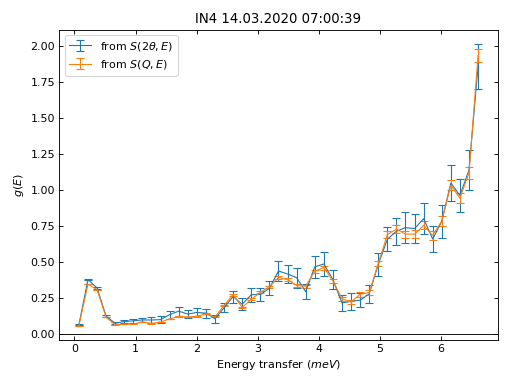 IN4 14.03.2020 07:00:39
from S(2θ, E)
from S(Q, E)
2.00
1.75
1.50
1.25
1.00
0.75
0.50
0.25
0.00
g(E)
0 1 2 3 4 5 6
Energy transfer (meV)